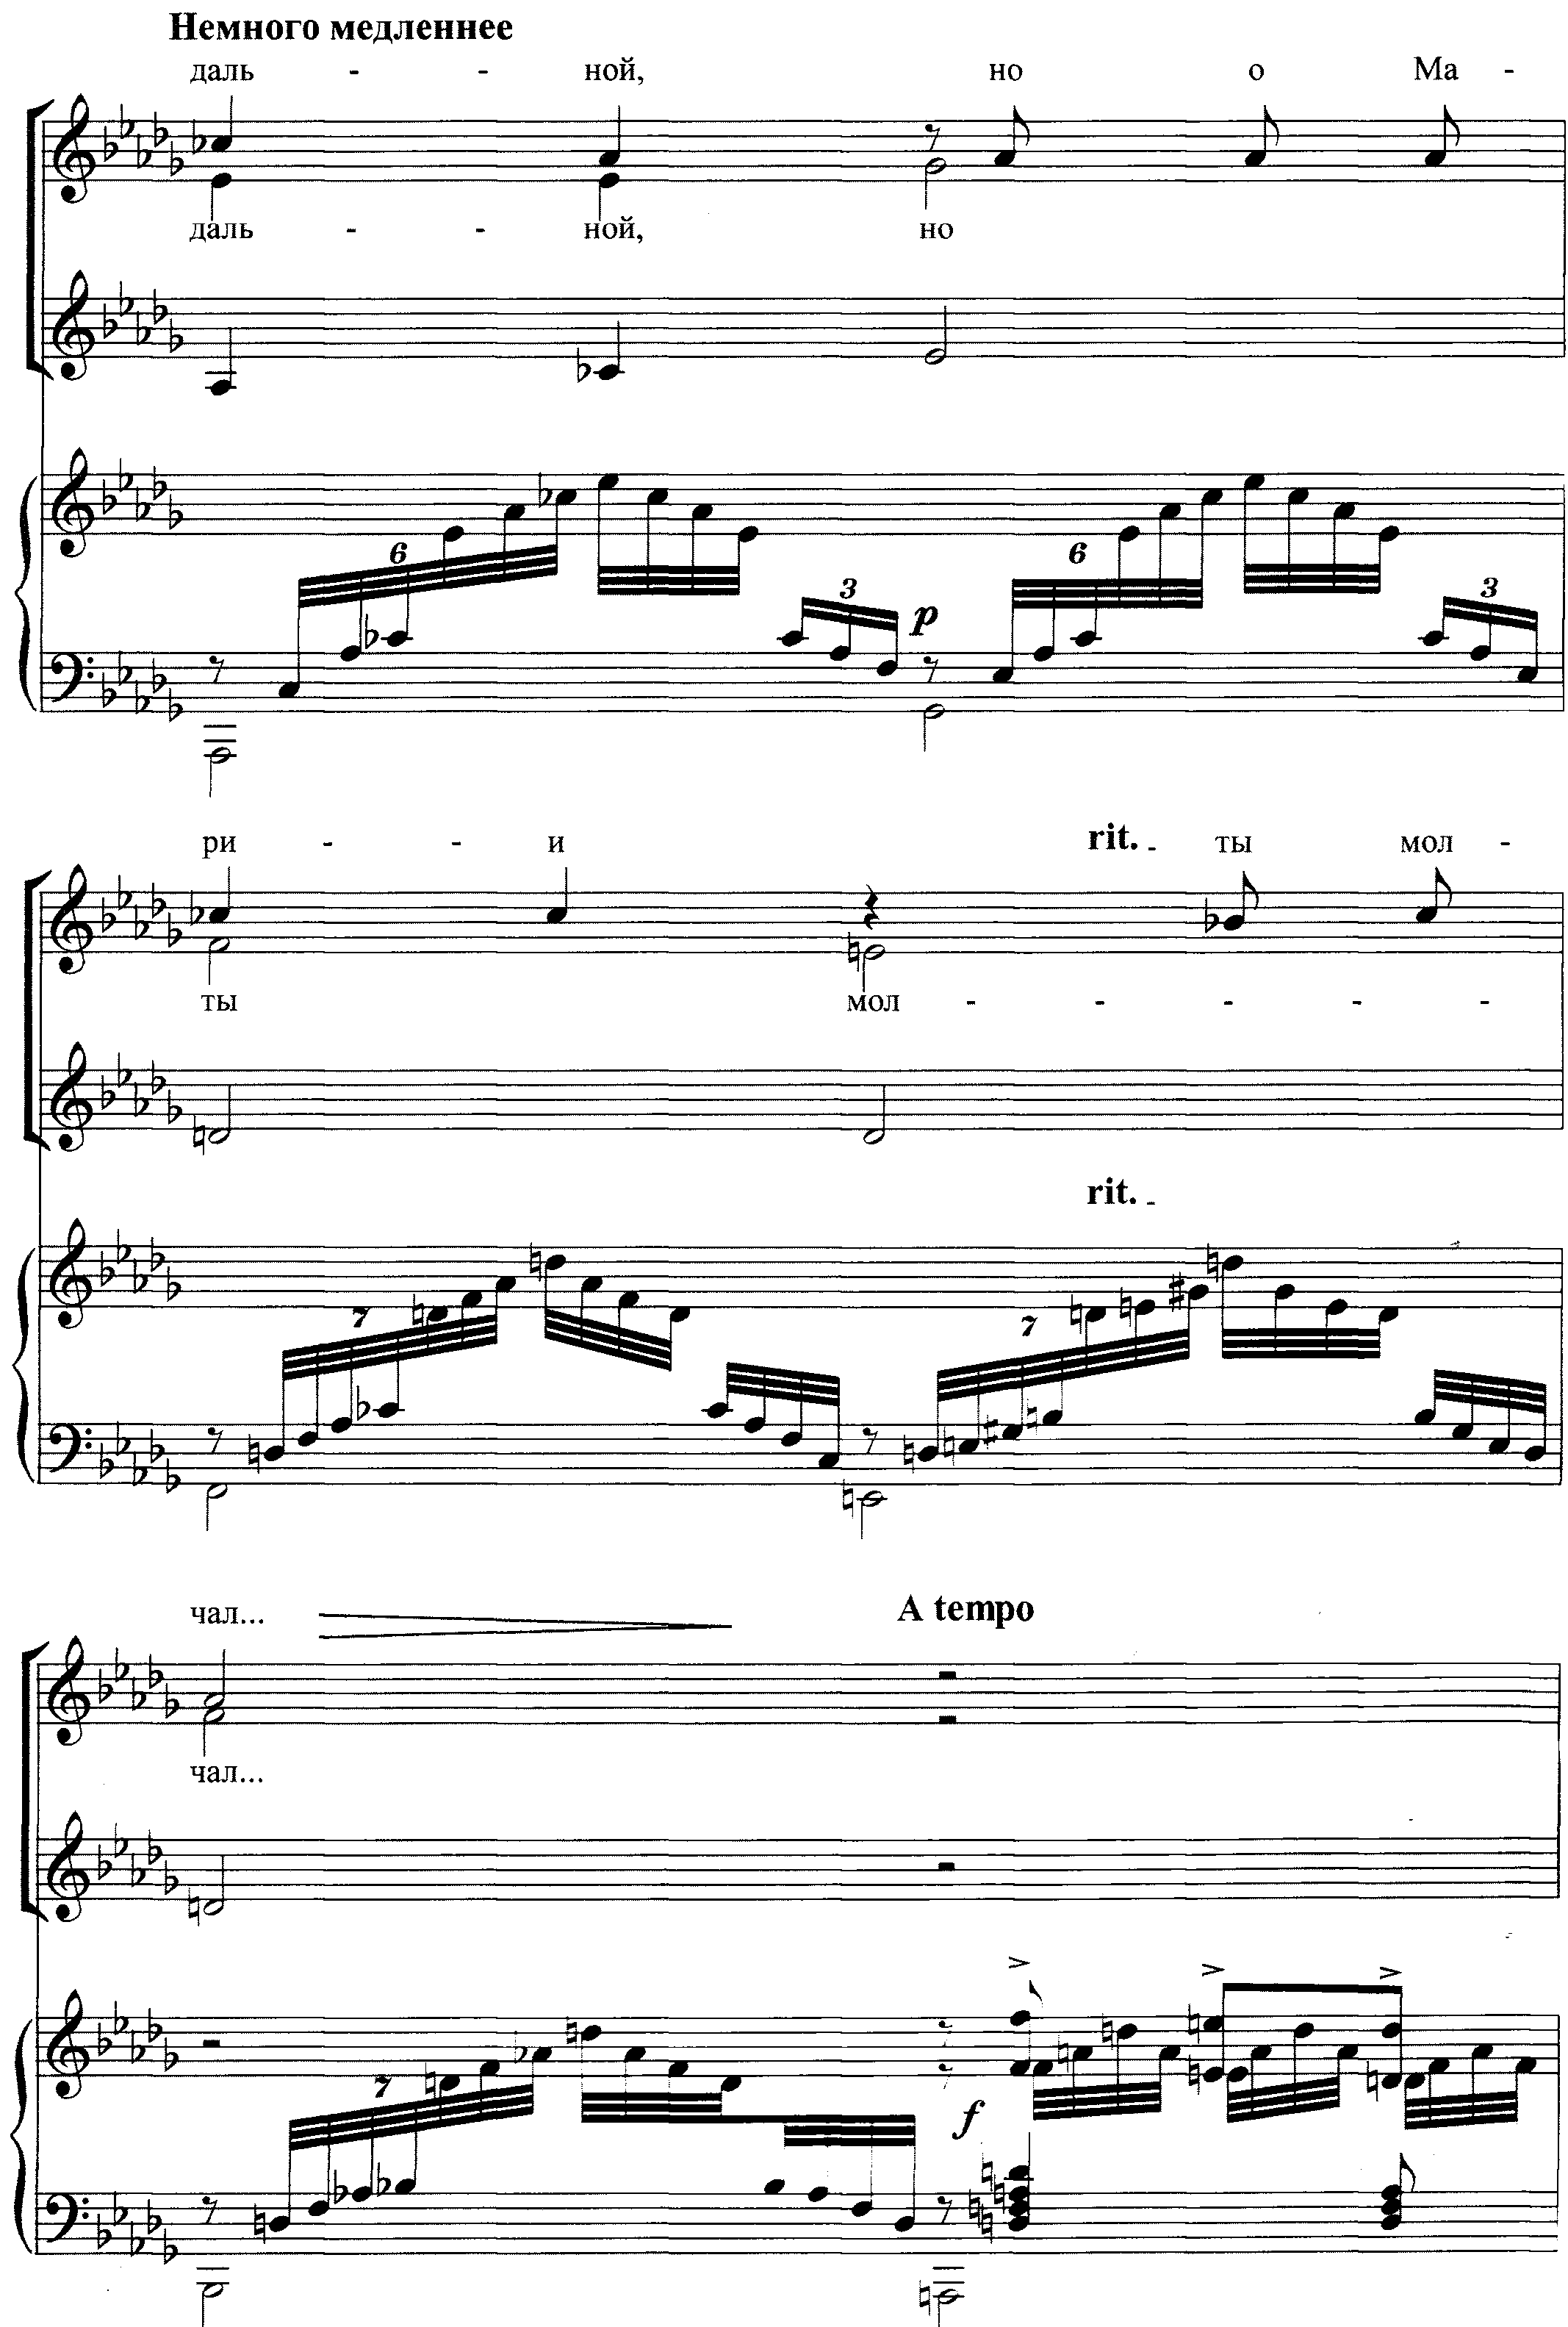 Немного медленнее
даль - - ной, но о Ма -
даль - - ной, но
6 6
3 3
p
ри - - и rit. - ты мол -
ты мол - - - - -
rit. -
7 7
чал... A tempo
чал...
7
f